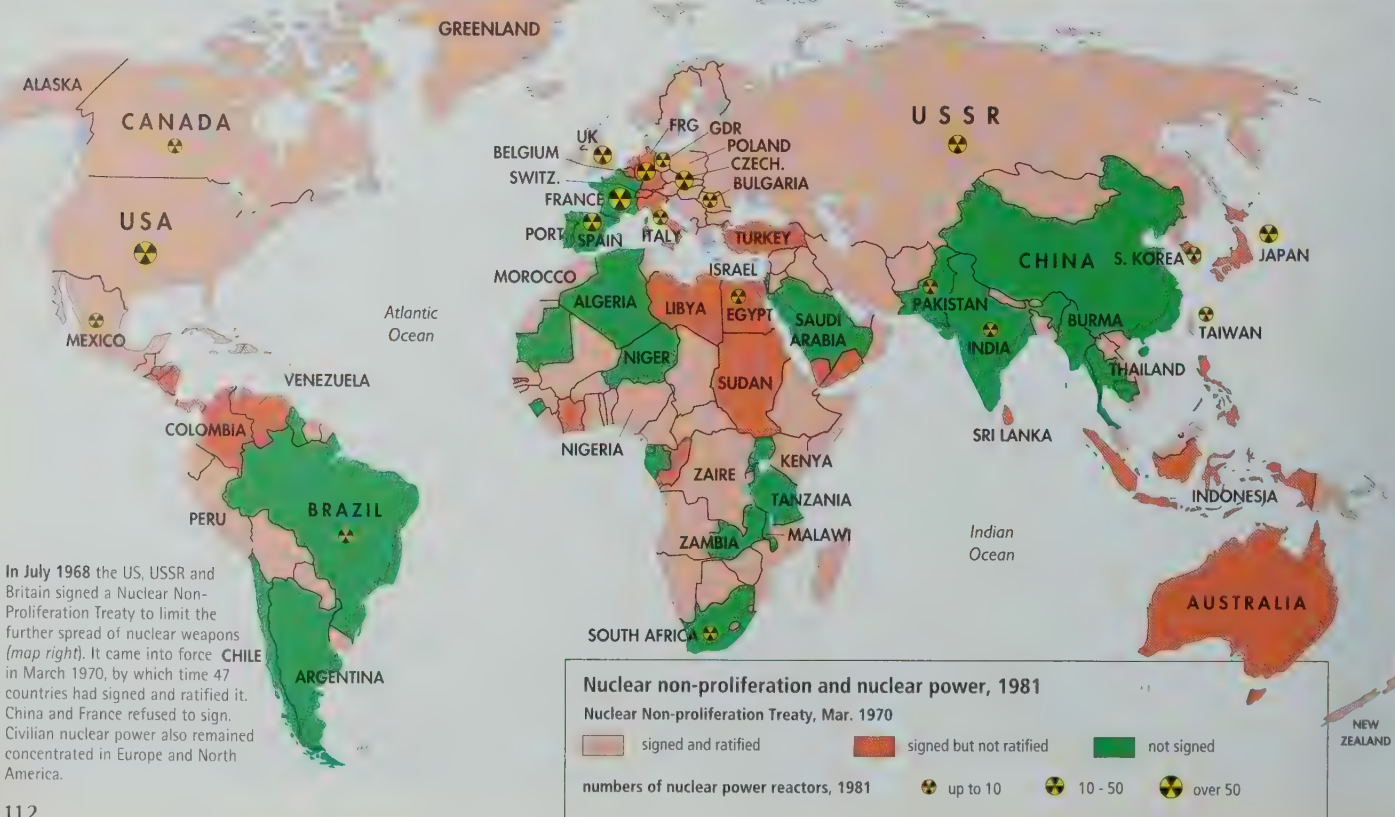 GREENLAND
ALASKA
CANADA
USA
MEXICO
Atlantic
Ocean
VENEZUELA
COLOMBIA
PERU
BRAZIL
CHILE
ARGENTINA
UK
FRG
GDR
POLAND
CZECH.
BULGARIA
BELGIUM
SWITZ.
FRANCE
PORT
SPAIN
ITALY
TURKEY
USSR
MOROCCO
ALGERIA
LIBYA
ISRAEL
EGYPT
SAUDI
ARABIA
NIGER
SUDAN
NIGERIA
ZAIRE
KENYA
TANZANIA
ZAMBIA
MALAWI
SOUTH AFRICA
PAKISTAN
INDIA
CHINA
S. KOREA
JAPAN
TAIWAN
BURMA
THAILAND
SRI LANKA
INDONESIA
Indian
Ocean
AUSTRALIA
NEW
ZEALAND
In July 1968 the US, USSR and
Britain signed a Nuclear Non-
Proliferation Treaty to limit the
further spread of nuclear weapons
(map right). It came into force
in March 1970, by which time 47
countries had signed and ratified it.
China and France refused to sign.
Civilian nuclear power also remained
concentrated in Europe and North
America.
112
Nuclear non-proliferation and nuclear power, 1981
Nuclear Non-proliferation Treaty, Mar. 1970
signed and ratified
signed but not ratified
not signed
numbers of nuclear power reactors, 1981
up to 10
10 - 50
over 50